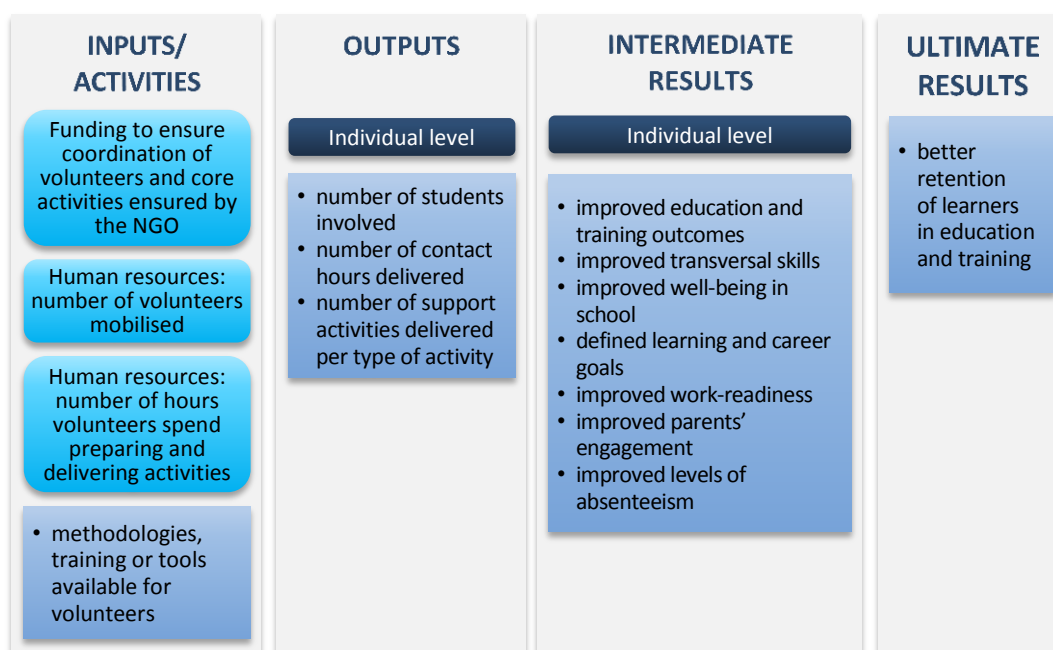 INPUTS/
ACTIVITIES
Funding to ensure
coordination of
volunteers and core
activities ensured by
the NGO
Human resources:
number of volunteers
mobilised
Human resources:
number of hours
volunteers spend
preparing and
delivering activities
• methodologies,
training or tools
available for
volunteers
OUTPUTS
Individual level
• number of students
involved
• number of contact
hours delivered
• number of support
activities delivered
per type of activity
INTERMEDIATE
RESULTS
Individual level
• improved education and
training outcomes
• improved transversal skills
• improved well-being in
school
• defined learning and career
goals
• improved work-readiness
• improved parents’
engagement
• improved levels of
absenteeism
ULTIMATE
RESULTS
• better
retention
of learners
in education
and training